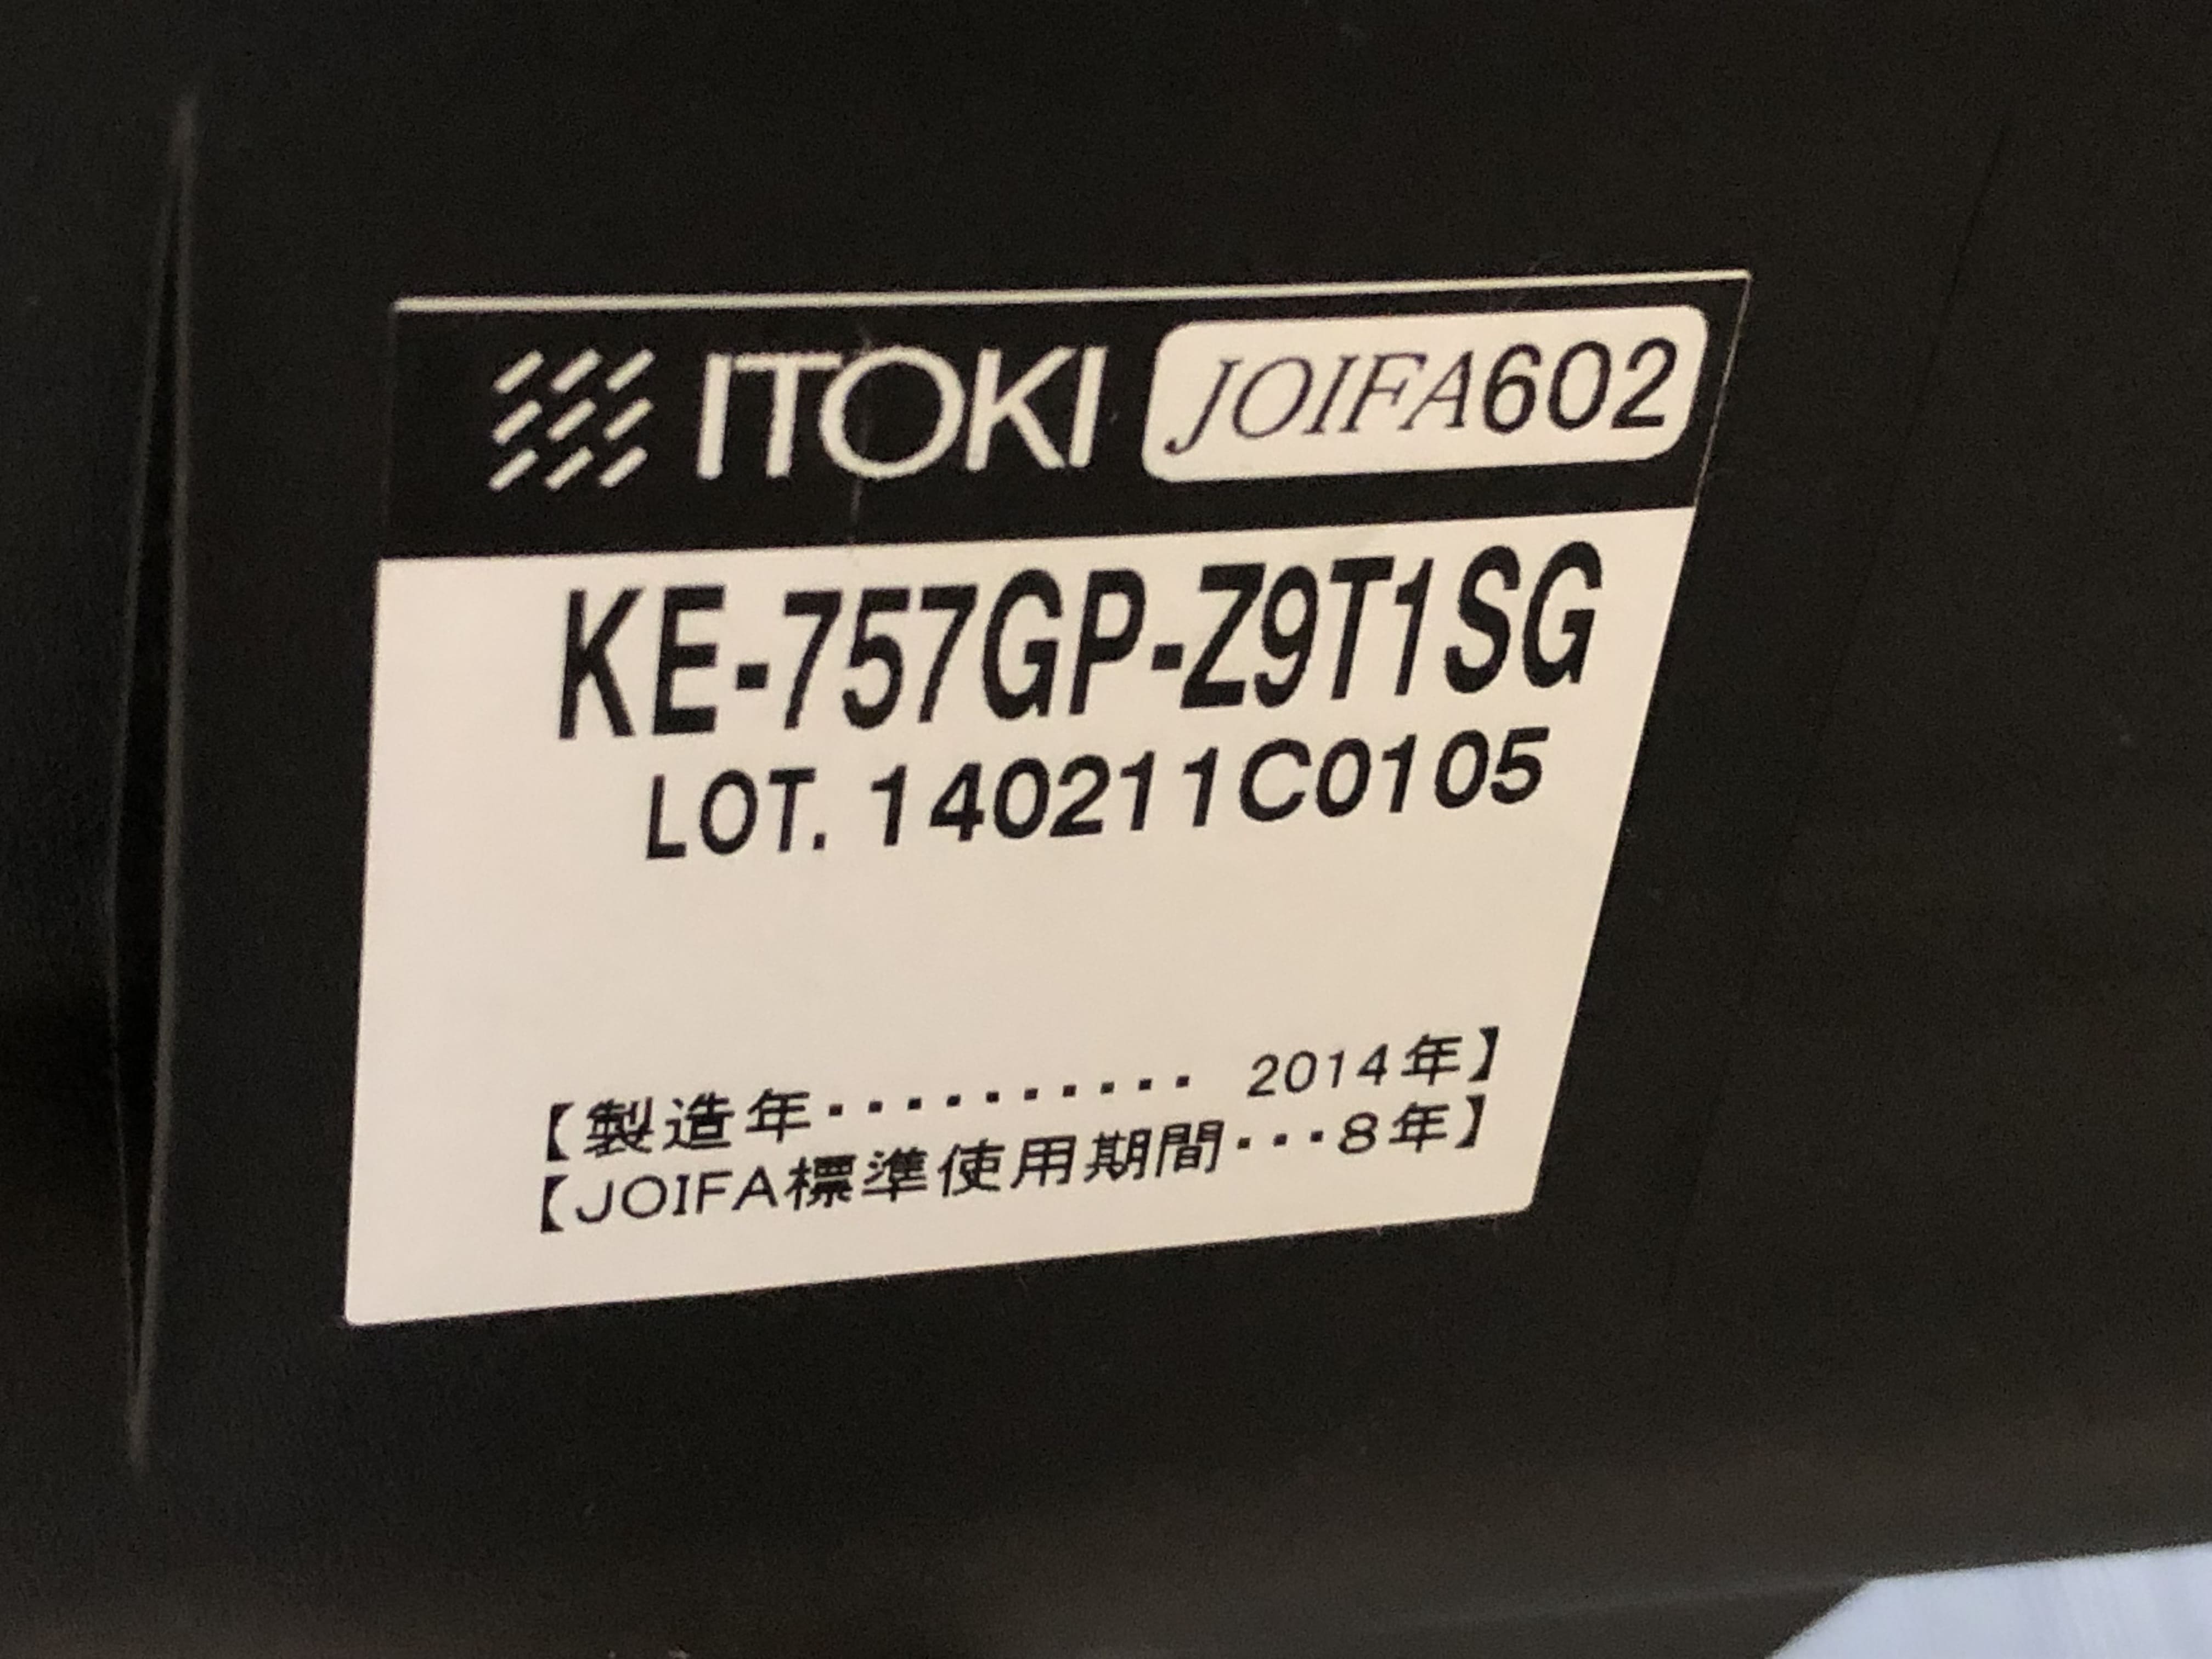 ITOKI JOIFA602
KE-757GP-Z9T1SG
LOT. 140211C0105
【製造年･･････････ 2014年】
【JOIFA標準使用期間･･･8年】